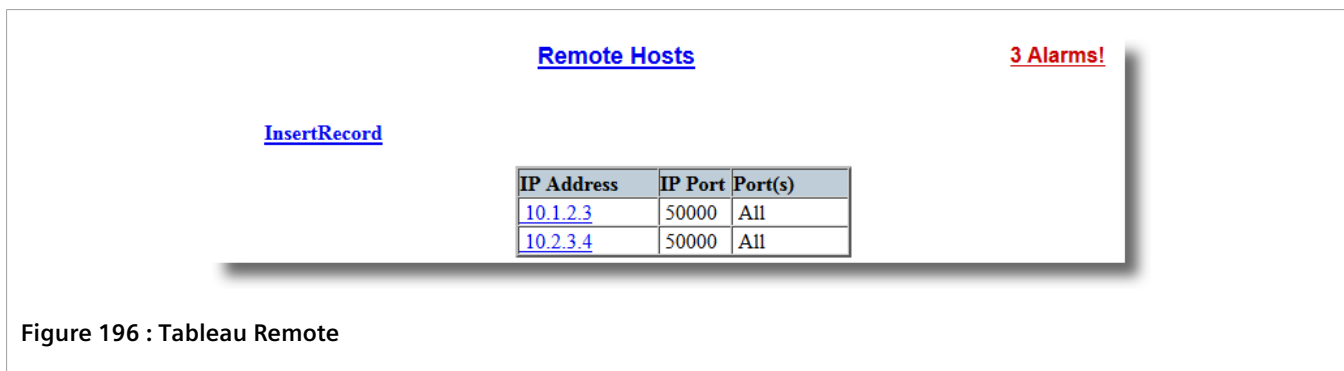 Remote Hosts 3 Alarms!
InsertRecord
IP Address IP Port Port(s)
10.1.2.3 50000 All
10.2.3.4 50000 All
Figure 196 : Tableau Remote